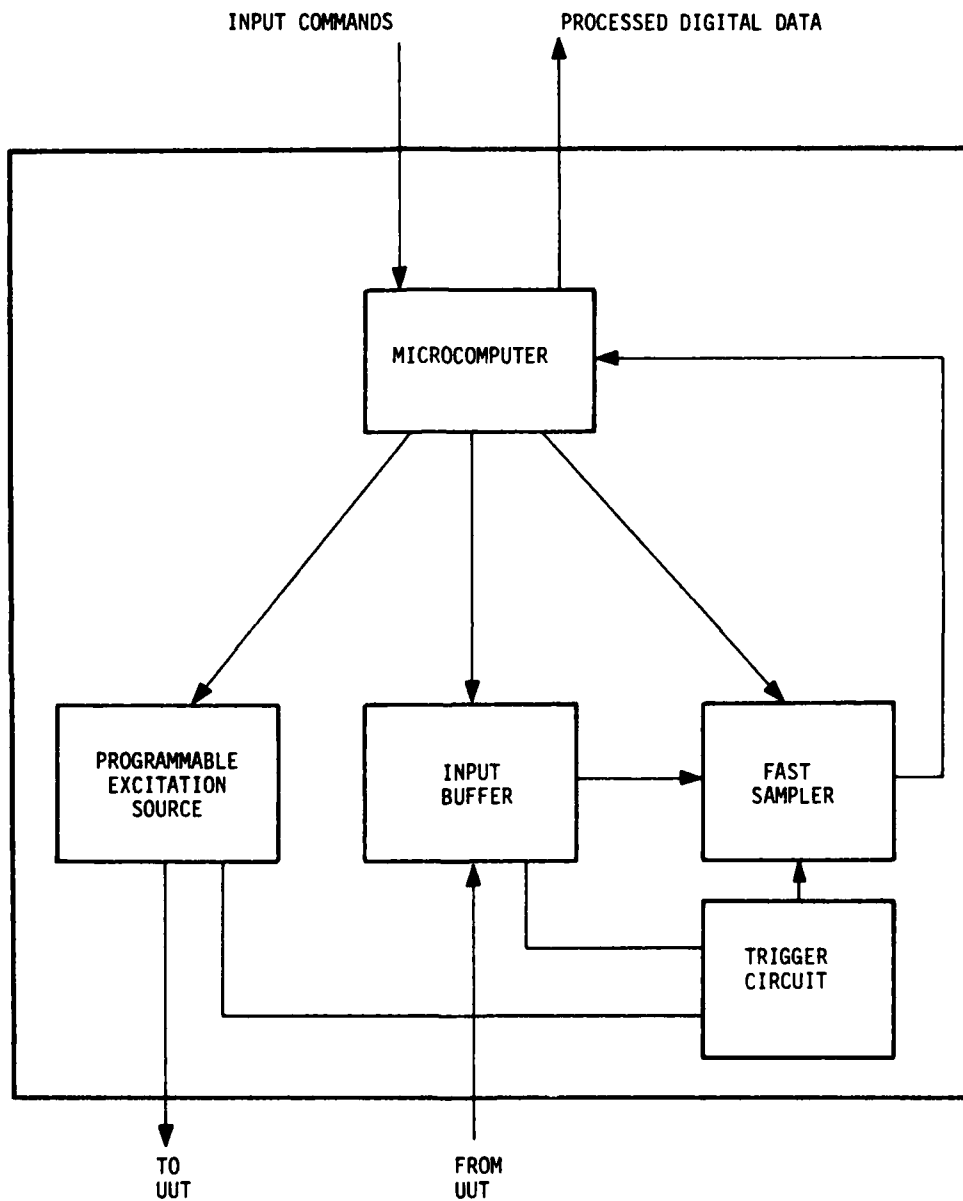 INPUT COMMANDS
PROCESSED DIGITAL DATA
MICROCOMPUTER
PROGRAMMABLE
EXCITATION
SOURCE
INPUT
BUFFER
FAST
SAMPLER
TRIGGER
CIRCUIT
TO
UUT
FROM
UUT